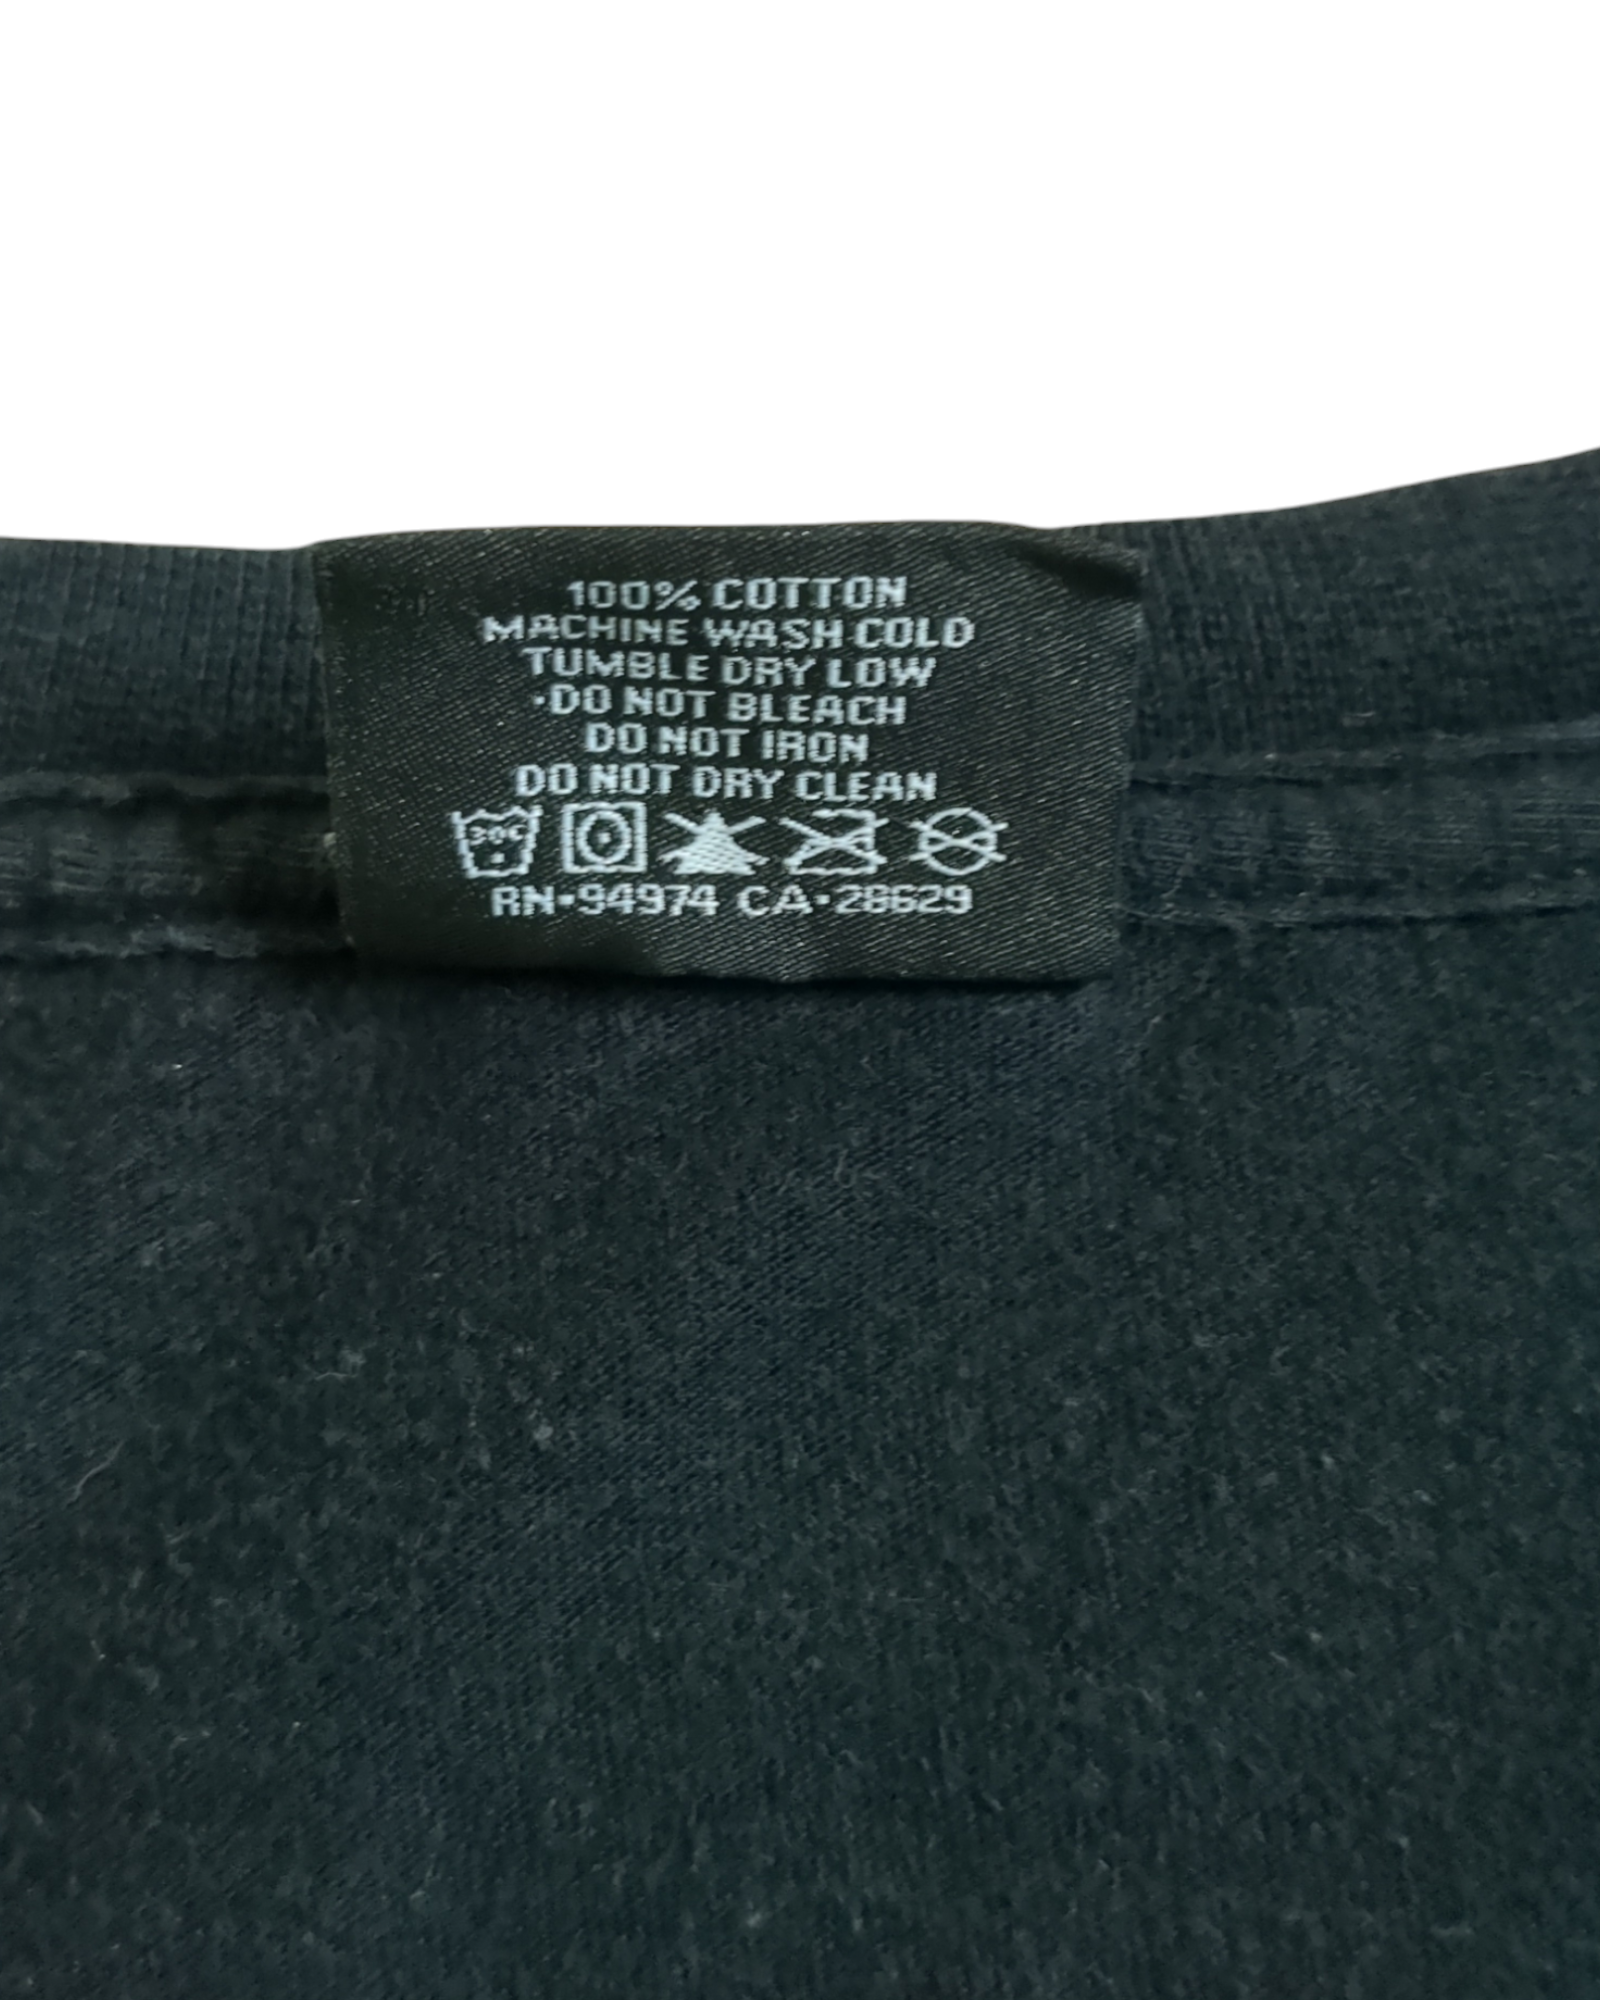 100% COTTON
MACHINE WASH COLD
TUMBLE DRY LOW
·DO NOT BLEACH
DO NOT IRON
DO NOT DRY CLEAN
30C
RN·94974 CA·28629